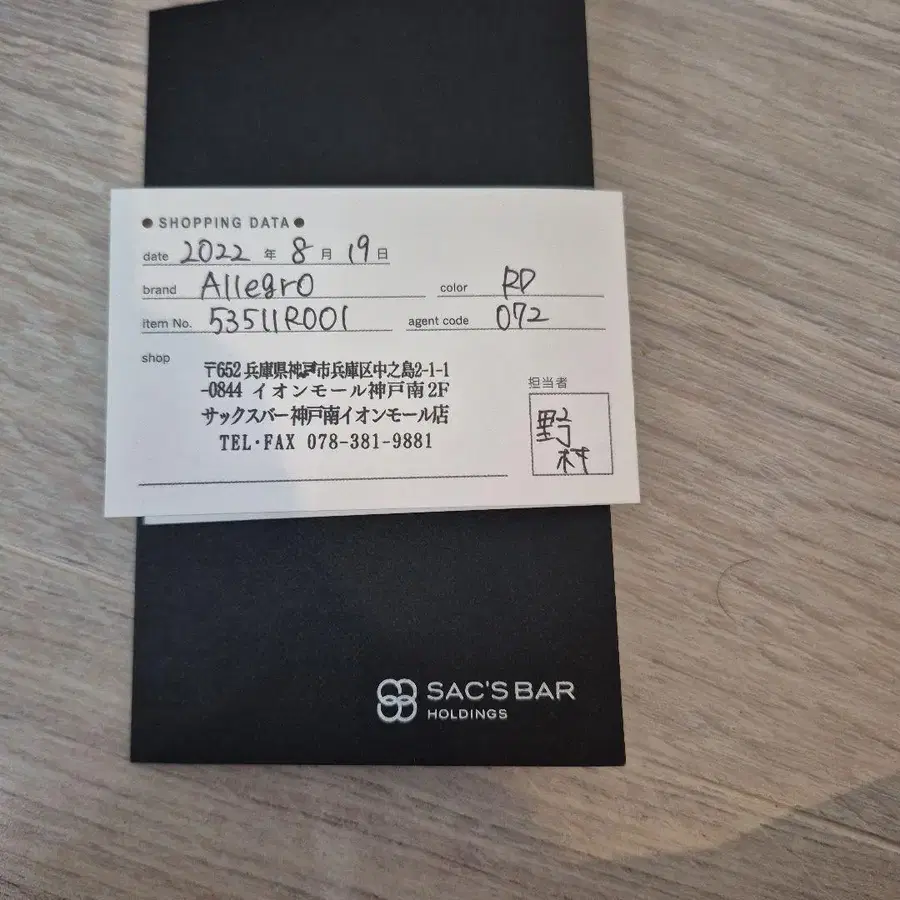 ●SHOPPING DATA●
date 2022 年 8 月 19 日
brand Allegro color RD
item No. 53511R001 agent code 072
shop
〒652 兵庫県神戸市兵庫区中之島2-1-1
-0844 イオンモール神戸南2F
サックスバー神戸南イオンモール店
TEL・FAX 078-381-9881
担当者
野村
SAC'S BAR
HOLDINGS